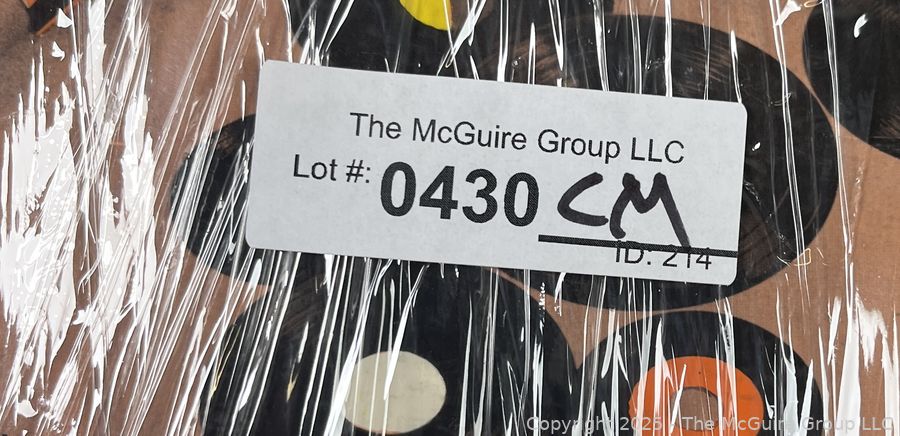 The McGuire Group LLC
Lot #: 0430 CM
ID: 214
Copyright 2025 - The McGuire Group LLC